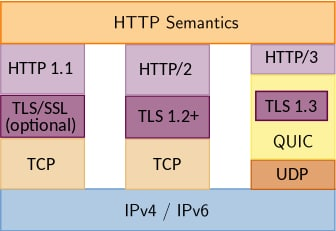 HTTP Semantics
HTTP 1.1
TLS/SSL
(optional)
TCP
HTTP/2
TLS 1.2+
TCP
HTTP/3
TLS 1.3
QUIC
UDP
IPv4 / IPv6